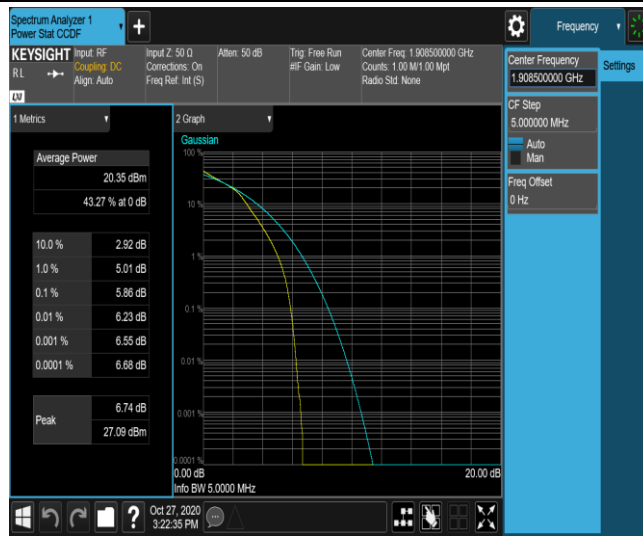 Spectrum Analyzer 1
Power Stat CCDF
Frequency
KEYSIGHT
RL
LXI
Input: RF
Coupling: DC
Align: Auto
Input Z: 50 Ω
Corrections: On
Freq Ref: Int (S)
Atten: 50 dB
Trig: Free Run
#IF Gain: Low
Center Freq: 1.908500000 GHz
Counts: 1.00 M/1.00 Mpt
Radio Std: None
Center Frequency
1.908500000 GHz
Settings
CF Step
5.000000 MHz
Auto
Man
Freq Offset
0 Hz
1 Metrics
Average Power
20.35 dBm
43.27 % at 0 dB
10.0 % 2.92 dB
1.0 % 5.01 dB
0.1 % 5.86 dB
0.01 % 6.23 dB
0.001 % 6.55 dB
0.0001 % 6.68 dB
Peak 6.74 dB
27.09 dBm
2 Graph
Gaussian
100 %
10 %
1 %
0.1 %
0.01 %
0.001 %
0.0001 %
0.00 dB 20.00 dB
Info BW 5.0000 MHz
?
Oct 27, 2020
3:22:35 PM